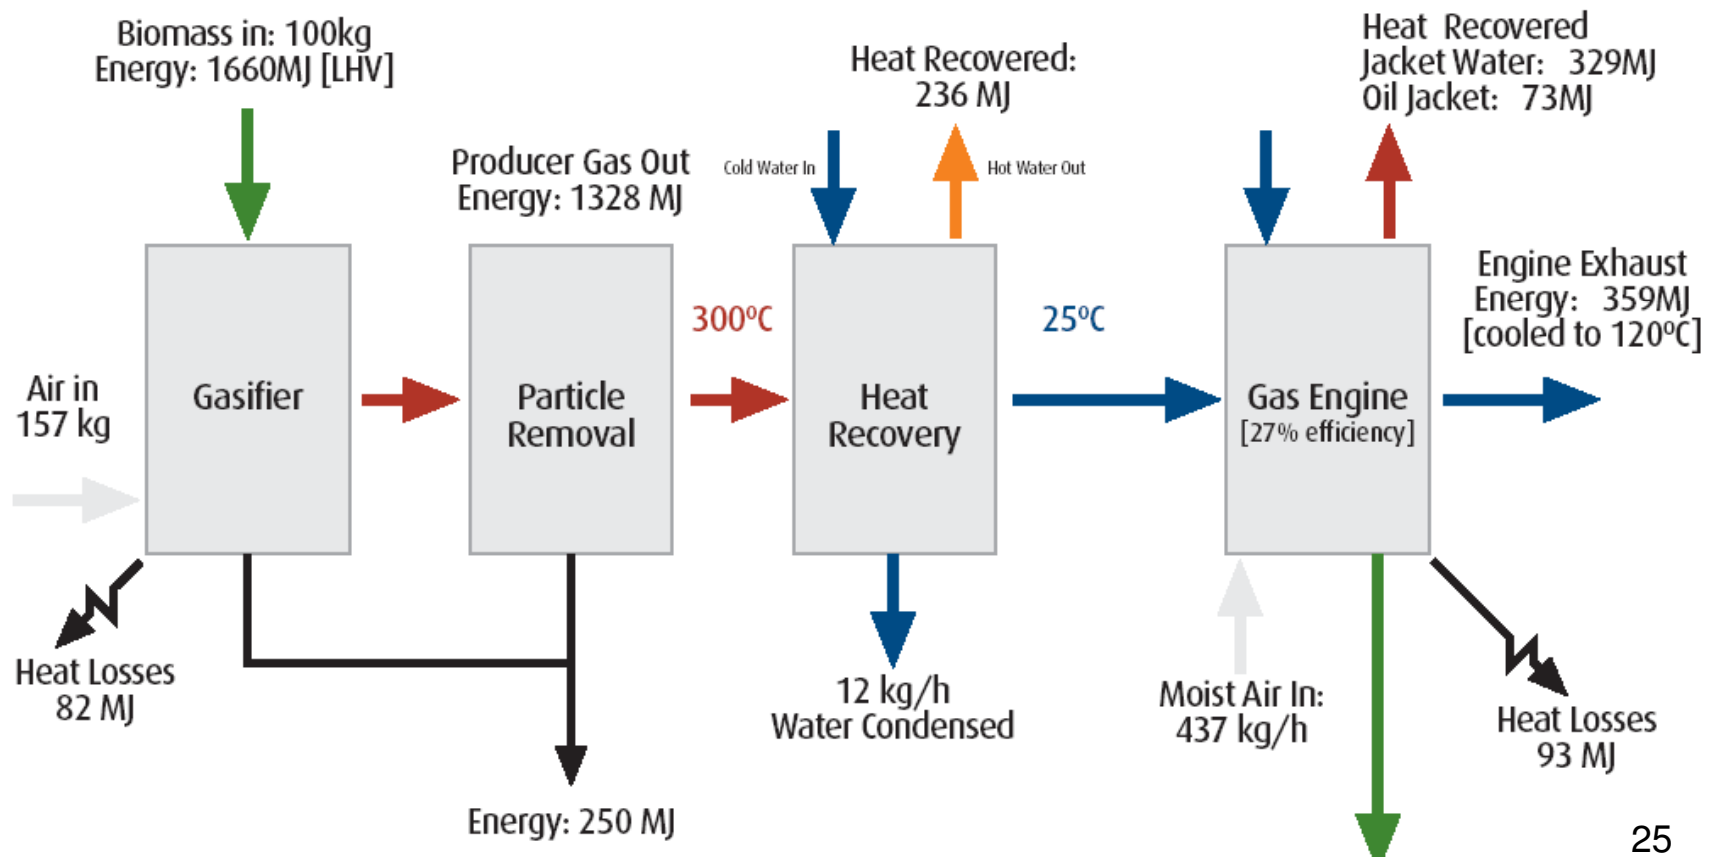 Biomass in: 100kg
Energy: 1660MJ [LHV]
Producer Gas Out
Energy: 1328 MJ
Cold Water In
Heat Recovered:
236 MJ
Hot Water Out
Heat Recovered
Jacket Water: 329MJ
Oil Jacket: 73MJ
Engine Exhaust
Energy: 359MJ
[cooled to 120ºC]
Air in
157 kg
Gasifier
Particle
Removal
300ºC
Heat
Recovery
25ºC
Gas Engine
[27% efficiency]
Heat Losses
82 MJ
Energy: 250 MJ
12 kg/h
Water Condensed
Moist Air In:
437 kg/h
Heat Losses
93 MJ
25